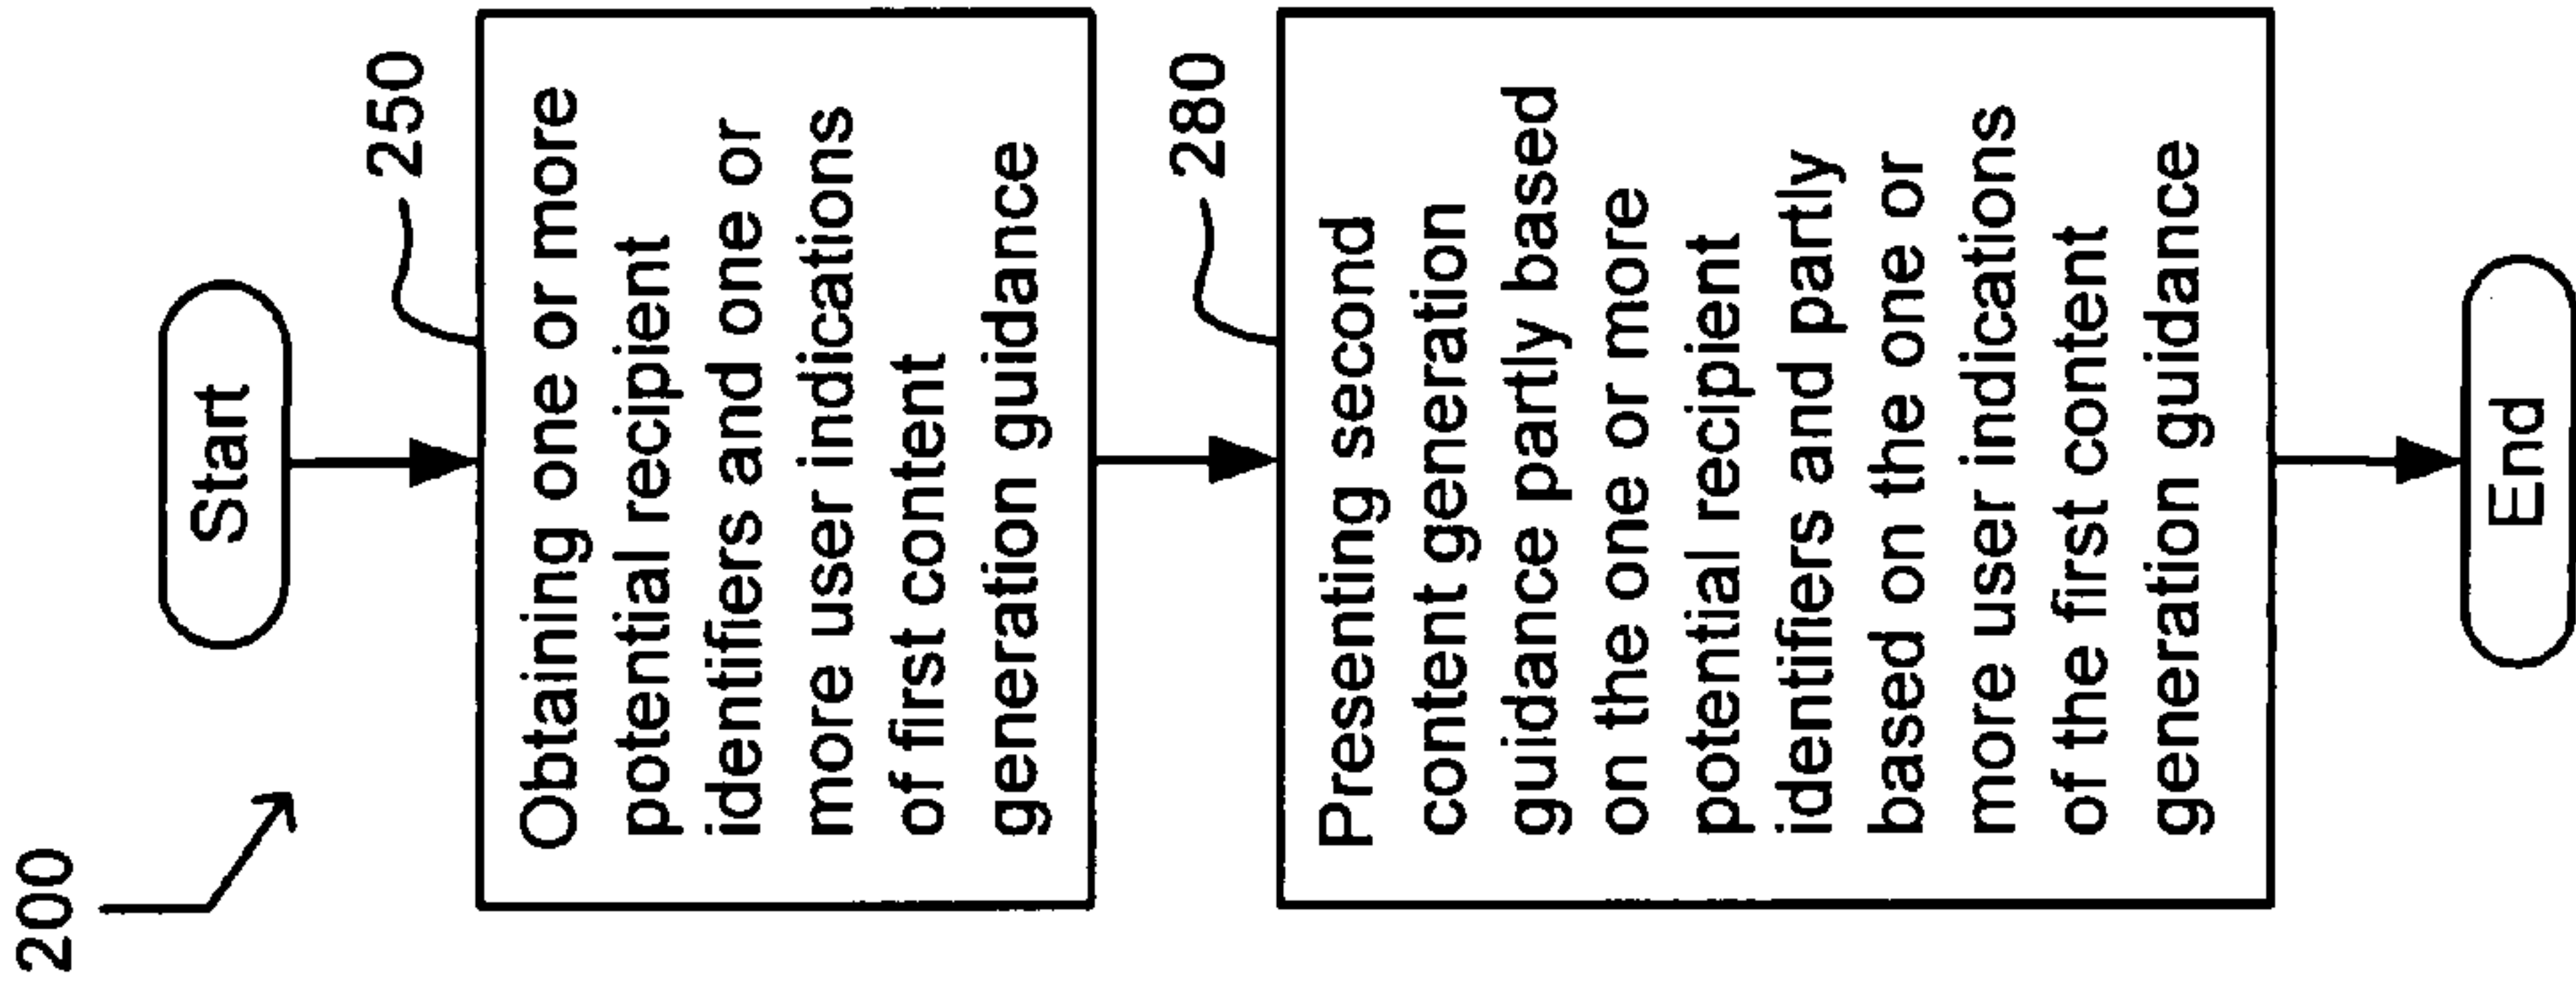 200
Start
250
Obtaining one or more
potential recipient
identifiers and one or
more user indications
of first content
generation guidance
280
Presenting second
content generation
guidance partly based
on the one or more
potential recipient
identifiers and partly
based on the one or
more user indications
of the first content
generation guidance
End